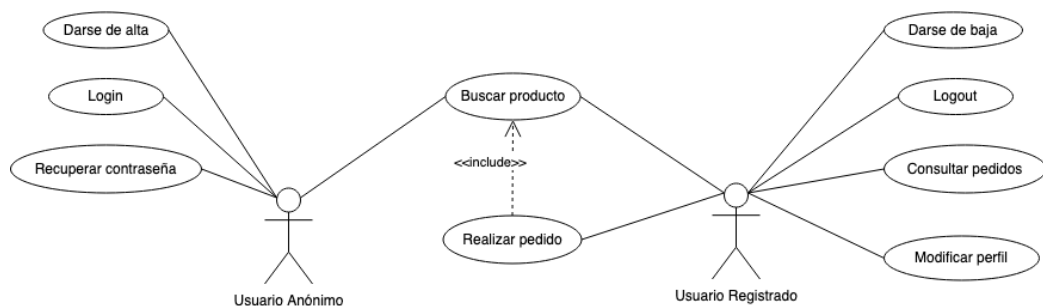 Darse de alta
Darse de baja
Login
Buscar producto
Logout
<<include>>
Recuperar contraseña
Consultar pedidos
Realizar pedido
Modificar perfil
Usuario Anónimo
Usuario Registrado